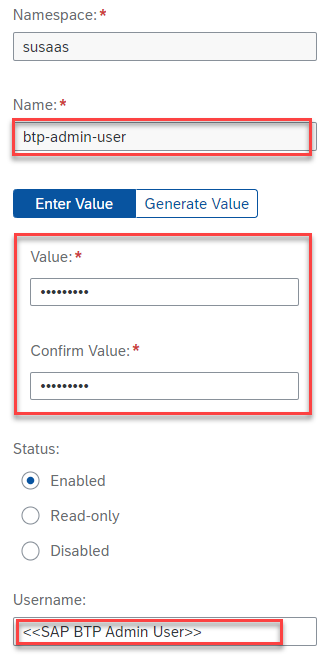 Namespace:*
susaas
Name:*
btp-admin-user
Enter Value Generate Value
Value:*
•••••••••
Confirm Value:*
•••••••••
Status:
Enabled
Read-only
Disabled
Username:
<<SAP BTP Admin User>>